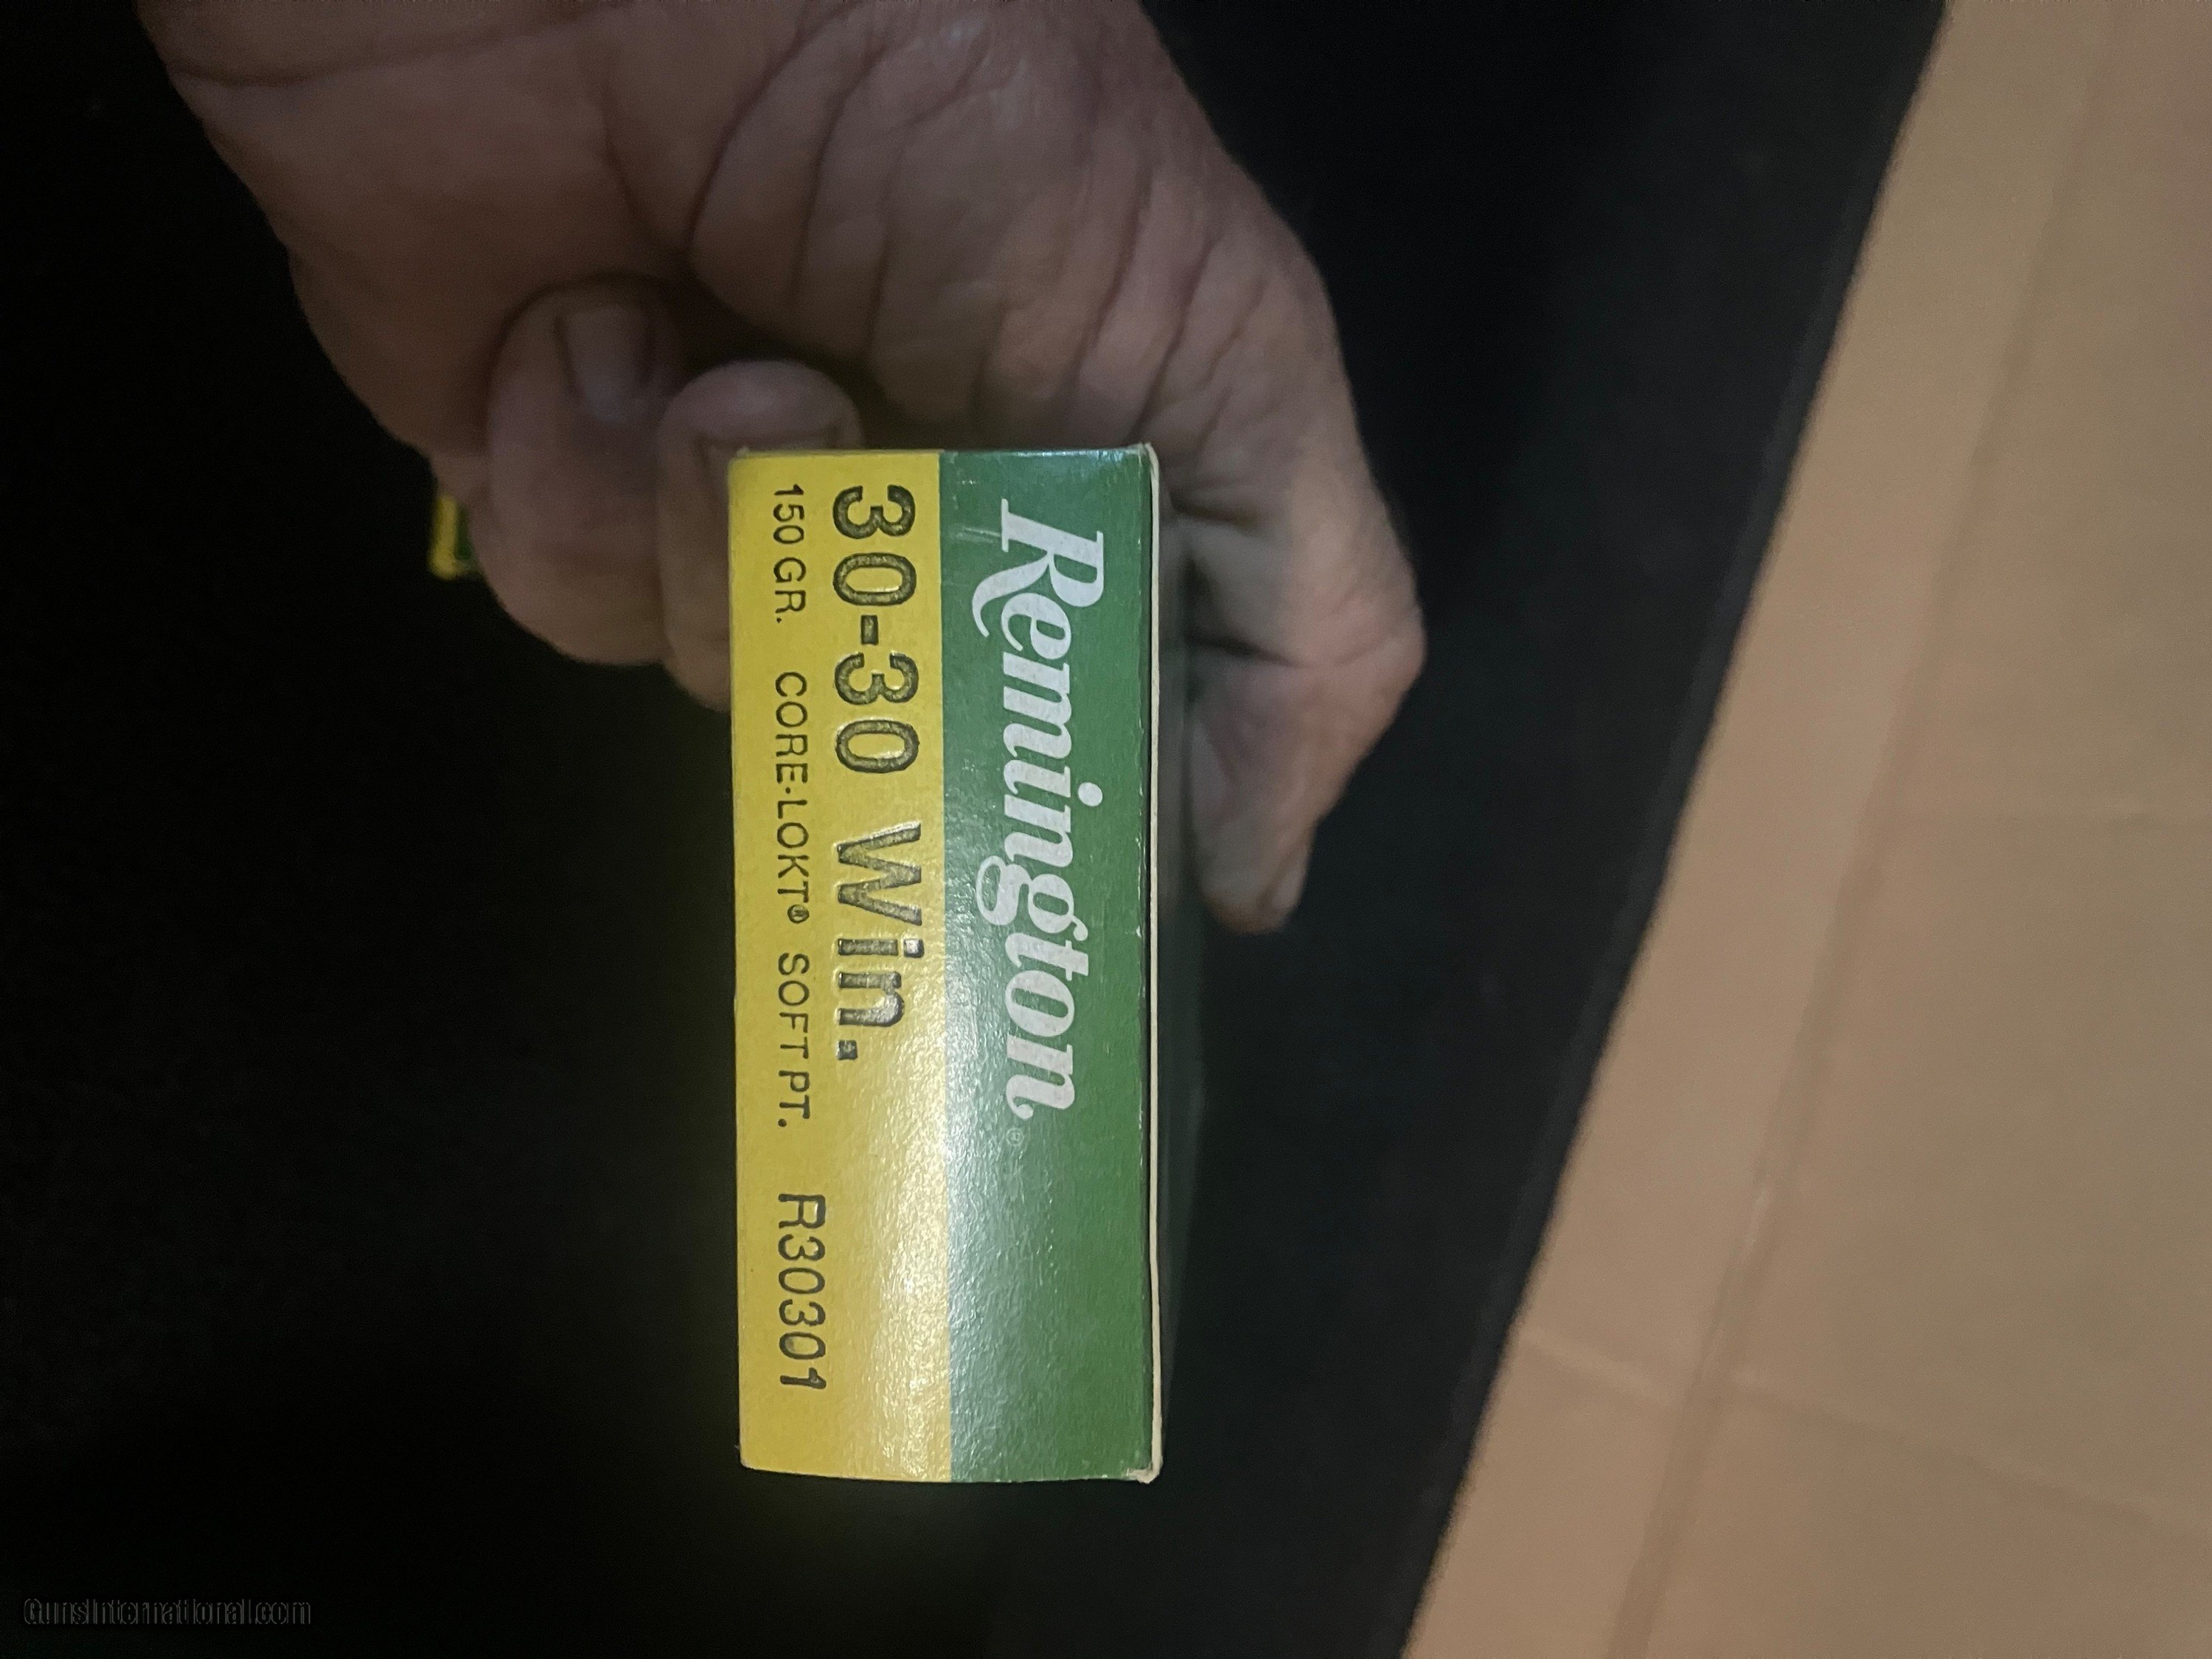 Remington®
30-30 Win.
150 GR. CORE-LOKT® SOFT PT. R30301
GunsInternational.com